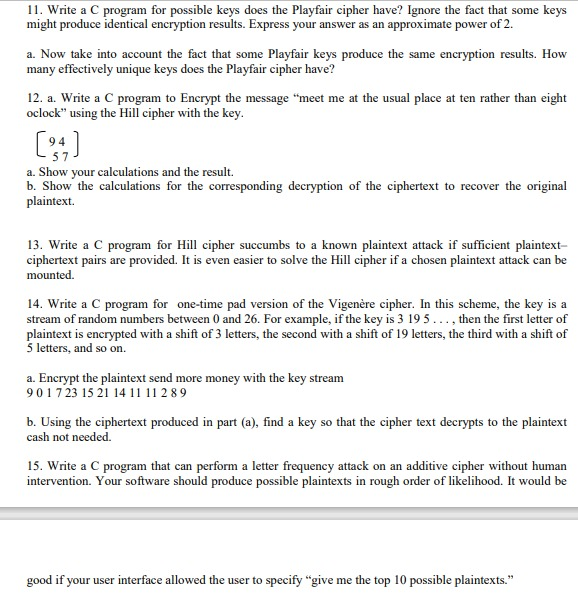 11. Write a C program for possible keys does the Playfair cipher have? Ignore the fact that some keys
might produce identical encryption results. Express your answer as an approximate power of 2.
a. Now take into account the fact that some Playfair keys produce the same encryption results. How
many effectively unique keys does the Playfair cipher have?
12. a. Write a C program to Encrypt the message “meet me at the usual place at ten rather than eight
oclock” using the Hill cipher with the key.
9 4
5 7
a. Show your calculations and the result.
b. Show the calculations for the corresponding decryption of the ciphertext to recover the original
plaintext.
13. Write a C program for Hill cipher succumbs to a known plaintext attack if sufficient plaintext–
ciphertext pairs are provided. It is even easier to solve the Hill cipher if a chosen plaintext attack can be
mounted.
14. Write a C program for one-time pad version of the Vigenère cipher. In this scheme, the key is a
stream of random numbers between 0 and 26. For example, if the key is 3 19 5 . . . , then the first letter of
plaintext is encrypted with a shift of 3 letters, the second with a shift of 19 letters, the third with a shift of
5 letters, and so on.
a. Encrypt the plaintext send more money with the key stream
9 0 1 7 23 15 21 14 11 11 2 8 9
b. Using the ciphertext produced in part (a), find a key so that the cipher text decrypts to the plaintext
cash not needed.
15. Write a C program that can perform a letter frequency attack on an additive cipher without human
intervention. Your software should produce possible plaintexts in rough order of likelihood. It would be
good if your user interface allowed the user to specify “give me the top 10 possible plaintexts.”